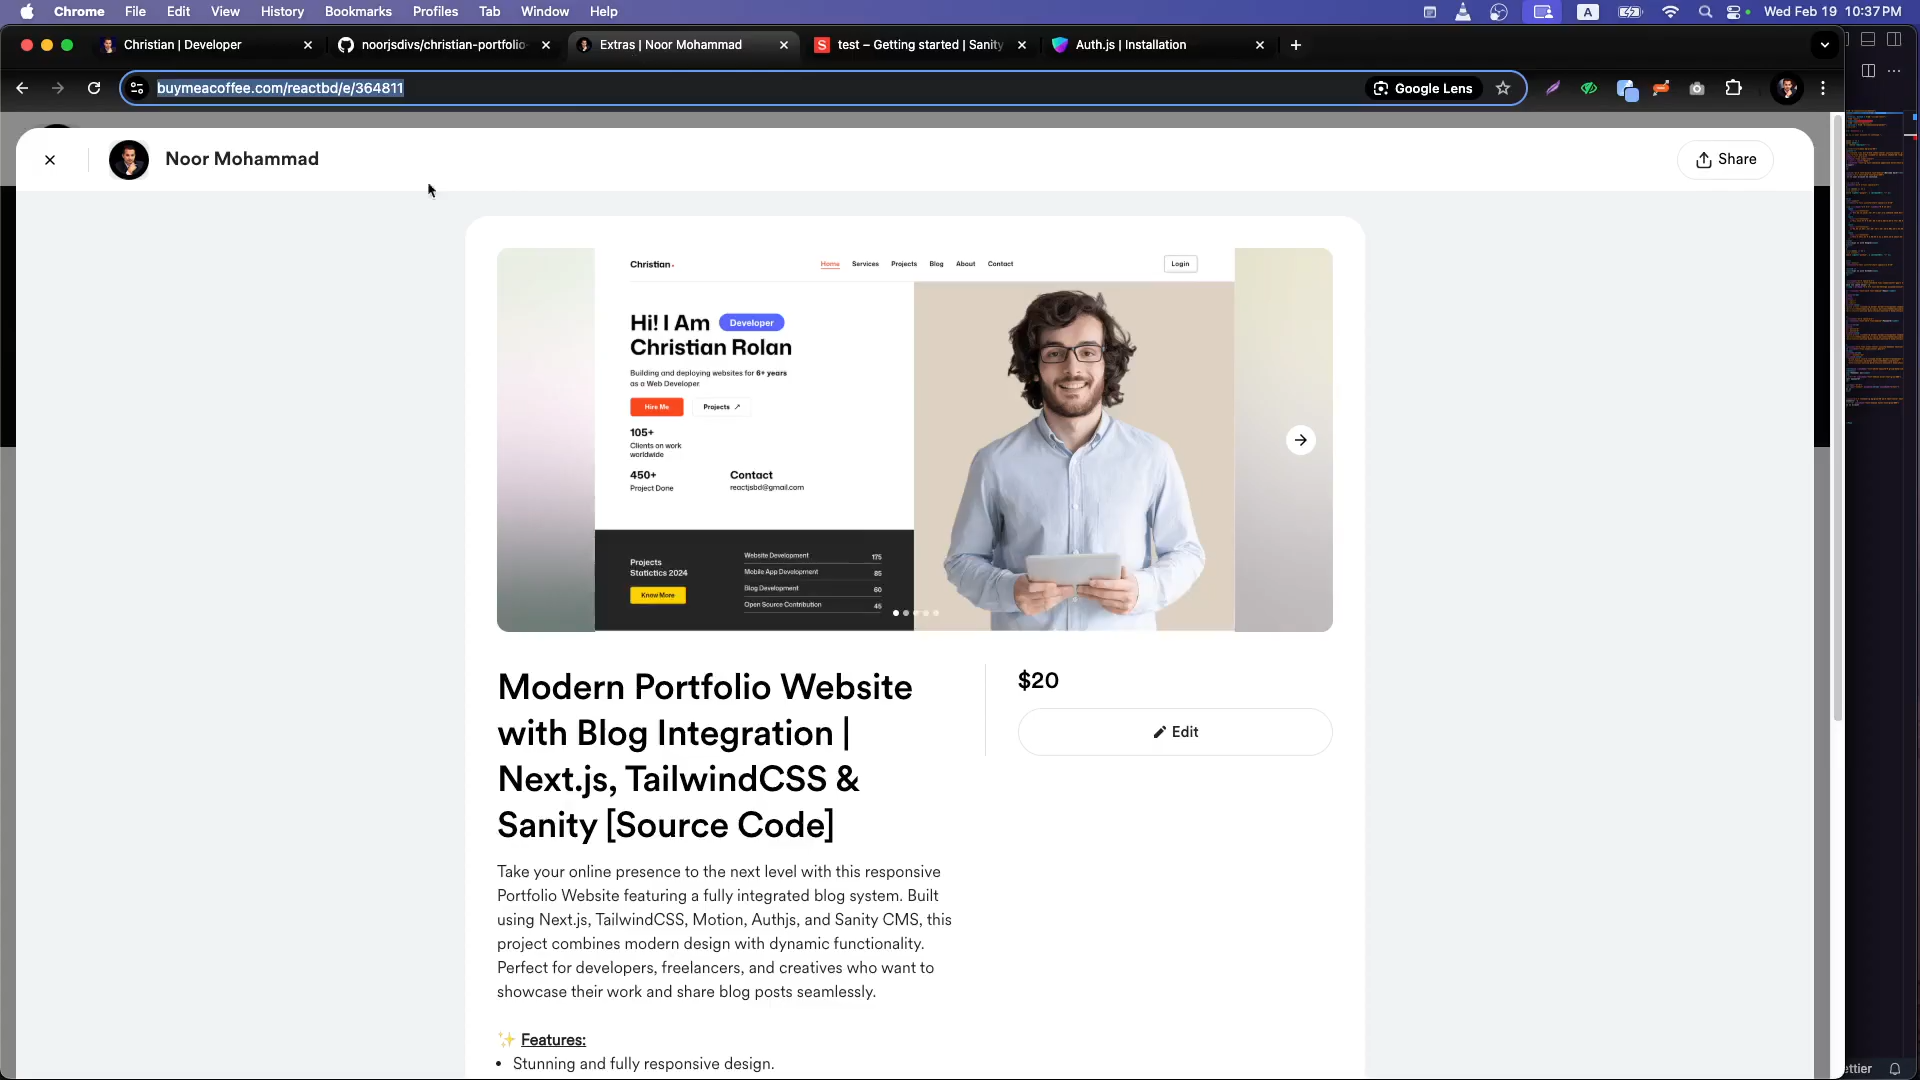 Chrome File Edit View History Bookmarks Profiles Tab Window Help
A
Wed Feb 19 10:37 PM
Christian | Developer
noorjsdivs/christian-portfolio-
Extras | Noor Mohammad
test – Getting started | Sanity
Auth.js | Installation
buymeacoffee.com/reactbd/e/364811
Google Lens
Noor Mohammad
Share
Christian.
Home Services Projects Blog About Contact
Login
Hi! I Am Developer
Christian Rolan
Building and deploying websites for 6+ years
as a Web Developer
Hire Me
Projects ↗
105+
Clients on work
worldwide
450+
Project Done
Contact
reactjsbd@gmail.com
Projects
Statictics 2024
Know More
Website Development 175
Mobile App Development 85
Blog Development 60
Open Source Contribution 45
Modern Portfolio Website
with Blog Integration |
Next.js, TailwindCSS &
Sanity [Source Code]
$20
Edit
Take your online presence to the next level with this responsive
Portfolio Website featuring a fully integrated blog system. Built
using Next.js, TailwindCSS, Motion, Authjs, and Sanity CMS, this
project combines modern design with dynamic functionality.
Perfect for developers, freelancers, and creatives who want to
showcase their work and share blog posts seamlessly.
✨ Features:
• Stunning and fully responsive design.
ettier